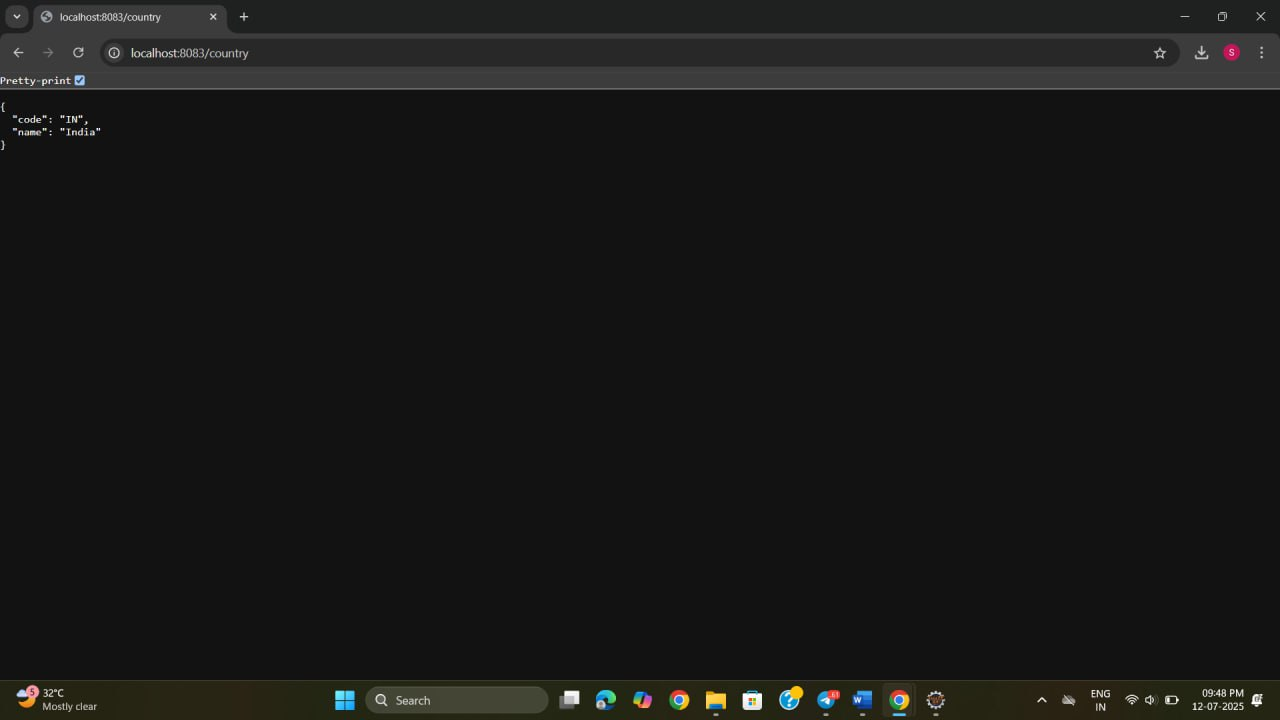 localhost:8083/country
localhost:8083/country
S
Pretty-print
{
  "code": "IN",
  "name": "India"
}
5
32°C
Mostly clear
Search
W
ENG
IN
09:48 PM
12-07-2025